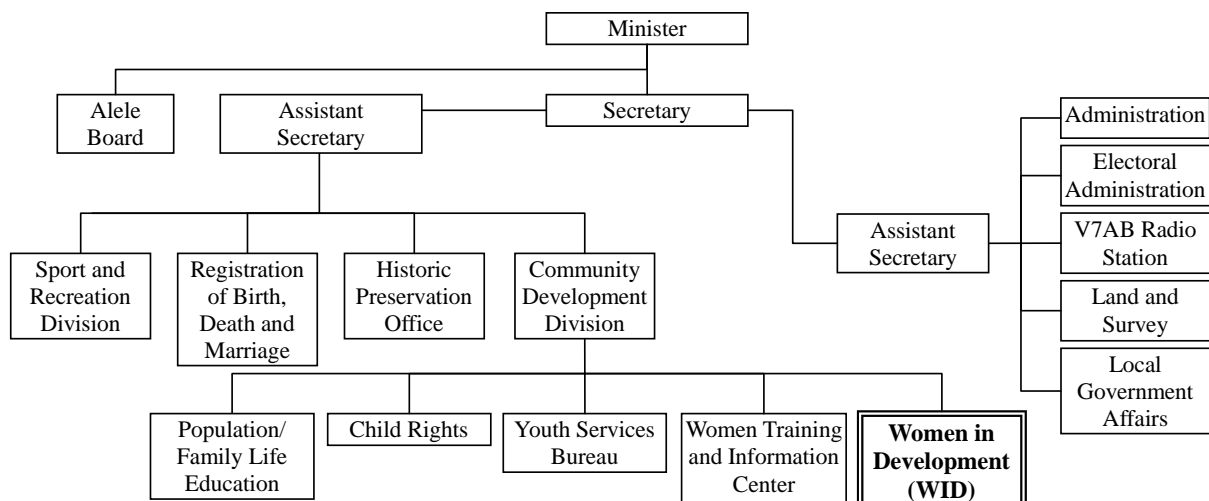 Minister
Alele
Board
Assistant
Secretary
Secretary
Administration
Electoral
Administration
Assistant
Secretary
V7AB Radio
Station
Land and
Survey
Local
Government
Affairs
Sport and
Recreation
Division
Registration
of Birth,
Death and
Marriage
Historic
Preservation
Office
Community
Development
Division
Population/
Family Life
Education
Child Rights
Youth Services
Bureau
Women Training
and Information
Center
Women in
Development
(WID)